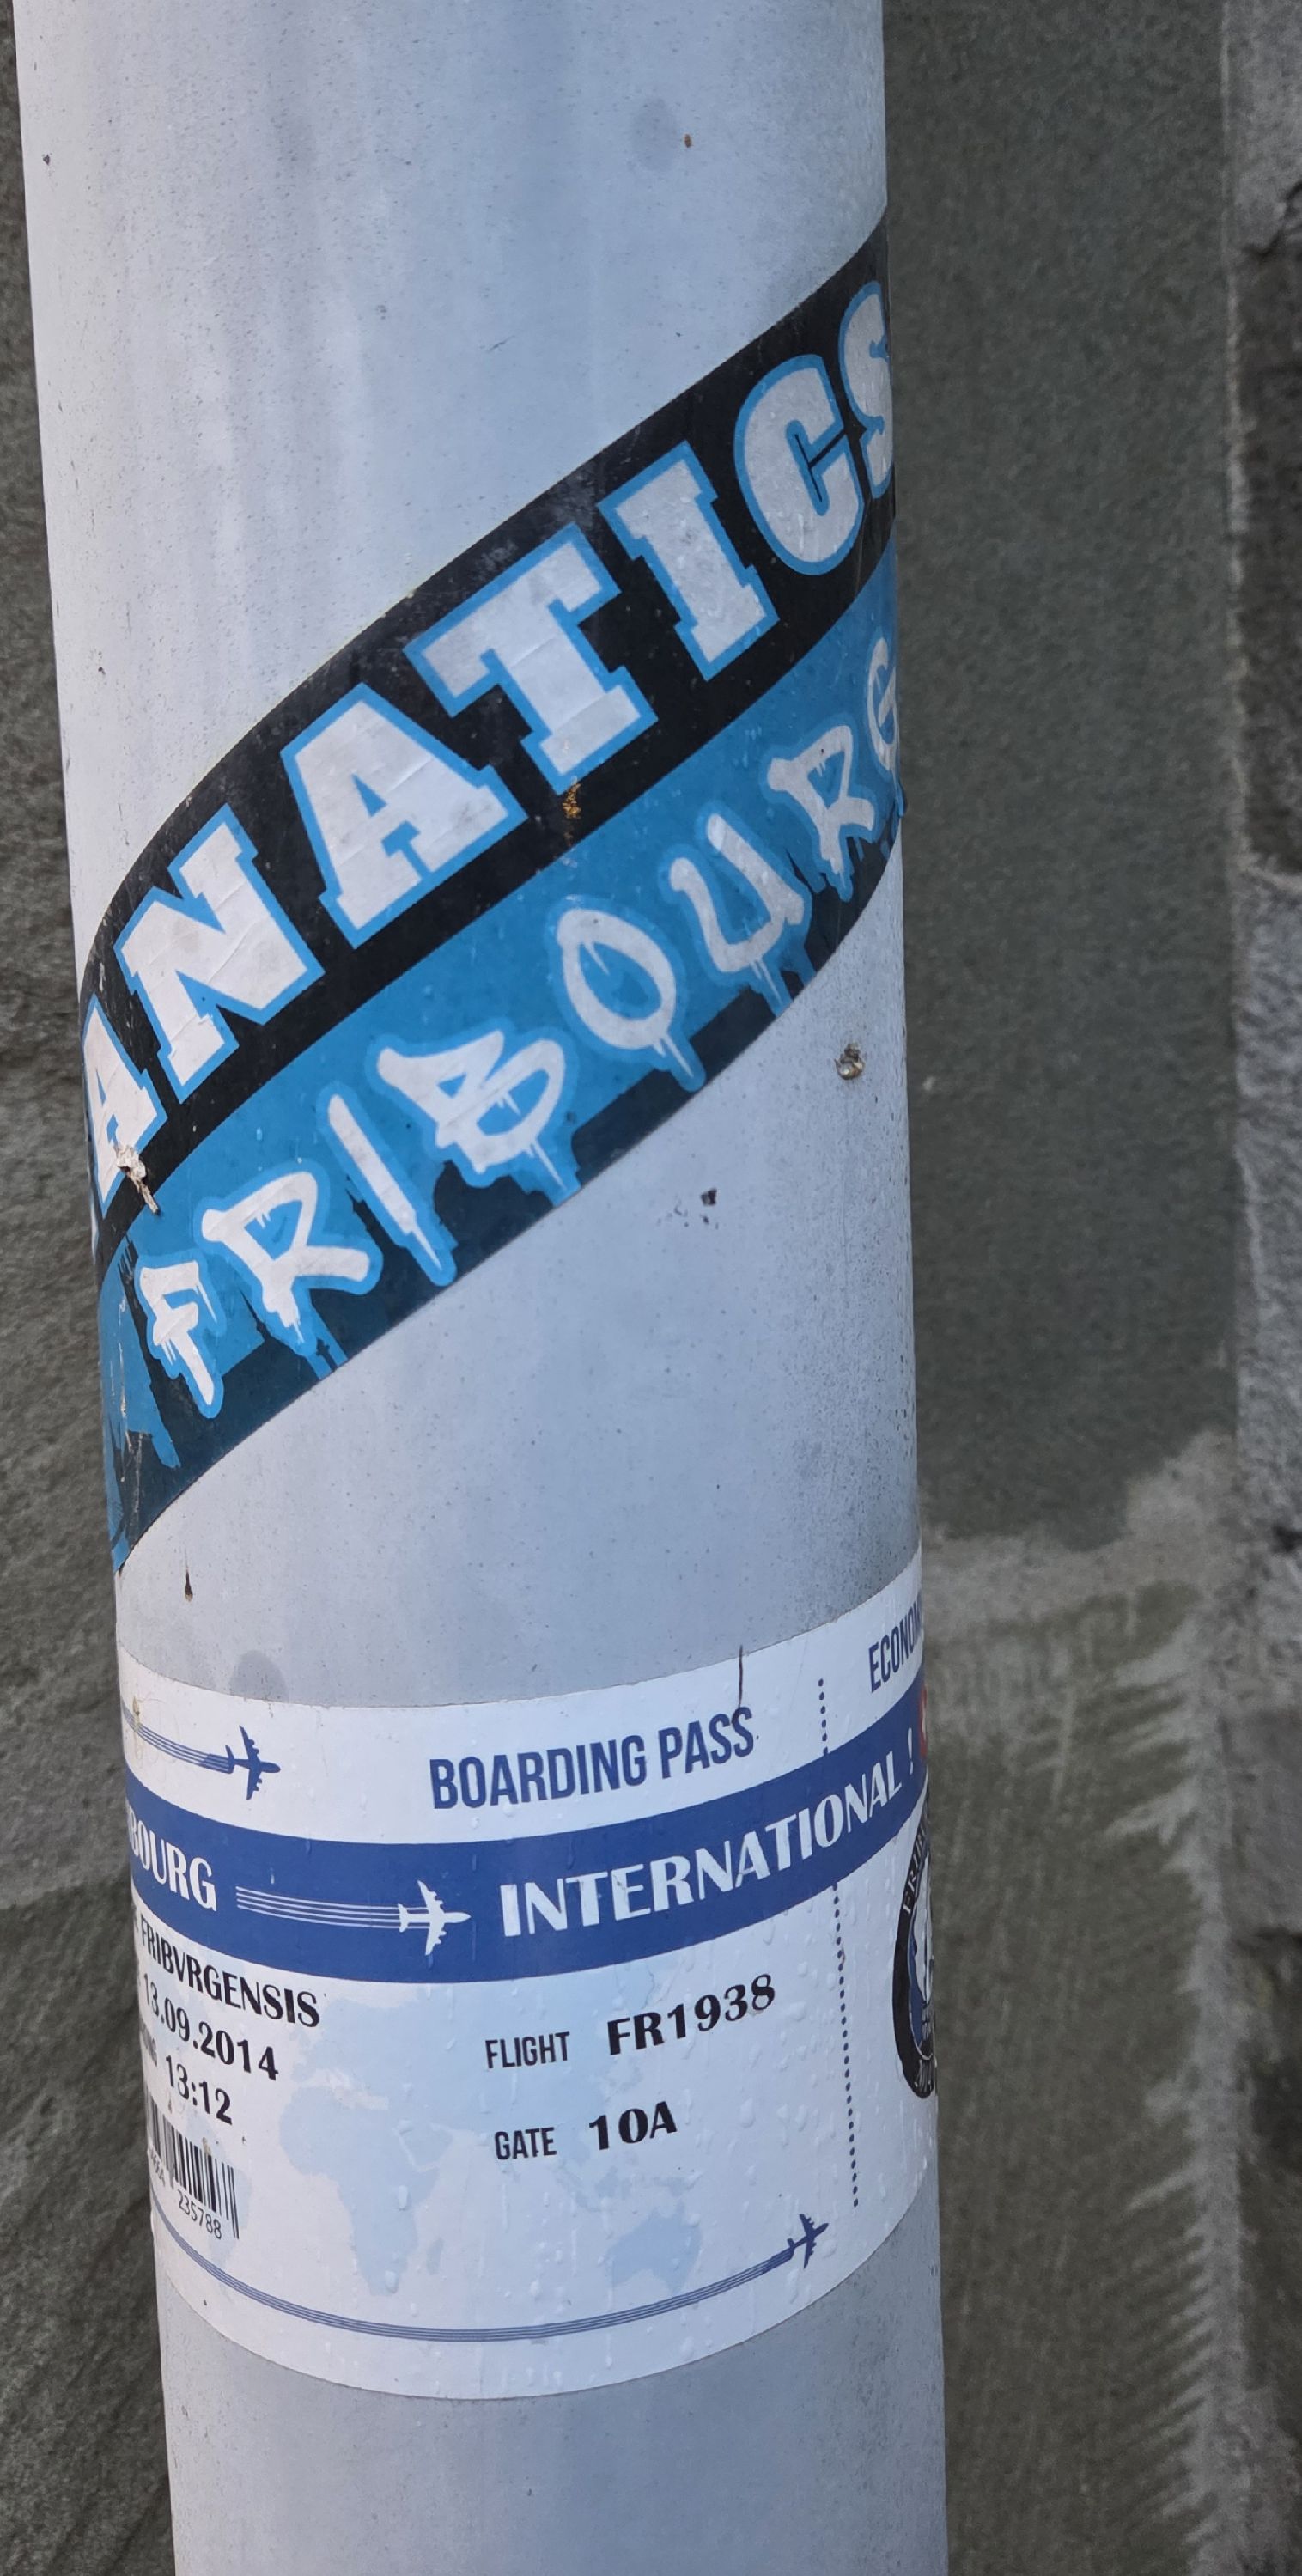 ANATICS
FRIBOURG
BOARDING PASS
ECONOM
BOURG INTERNATIONAL !
FRIBVRGENSIS
13.09.2014
13:12
FLIGHT FR1938
GATE 10A
235788